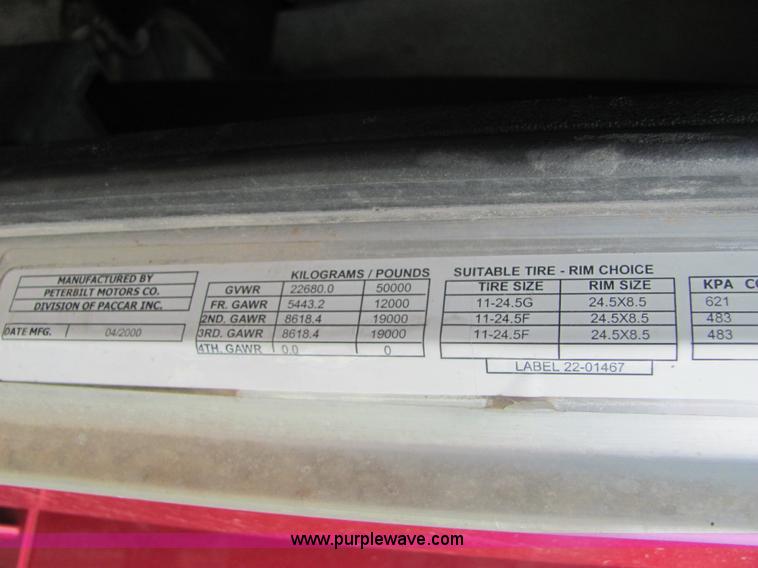 MANUFACTURED BY
PETERBILT MOTORS CO.
DIVISION OF PACCAR INC.
DATE MFG. 04/2000
KILOGRAMS / POUNDS
GVWR 22680.0 50000
FR. GAWR 5443.2 12000
2ND. GAWR 8618.4 19000
3RD. GAWR 8618.4 19000
4TH. GAWR 0.0 0
SUITABLE TIRE - RIM CHOICE
TIRE SIZE RIM SIZE
11-24.5G 24.5X8.5
11-24.5F 24.5X8.5
11-24.5F 24.5X8.5
LABEL 22-01467
KPA CO
621
483
483
www.purplewave.com